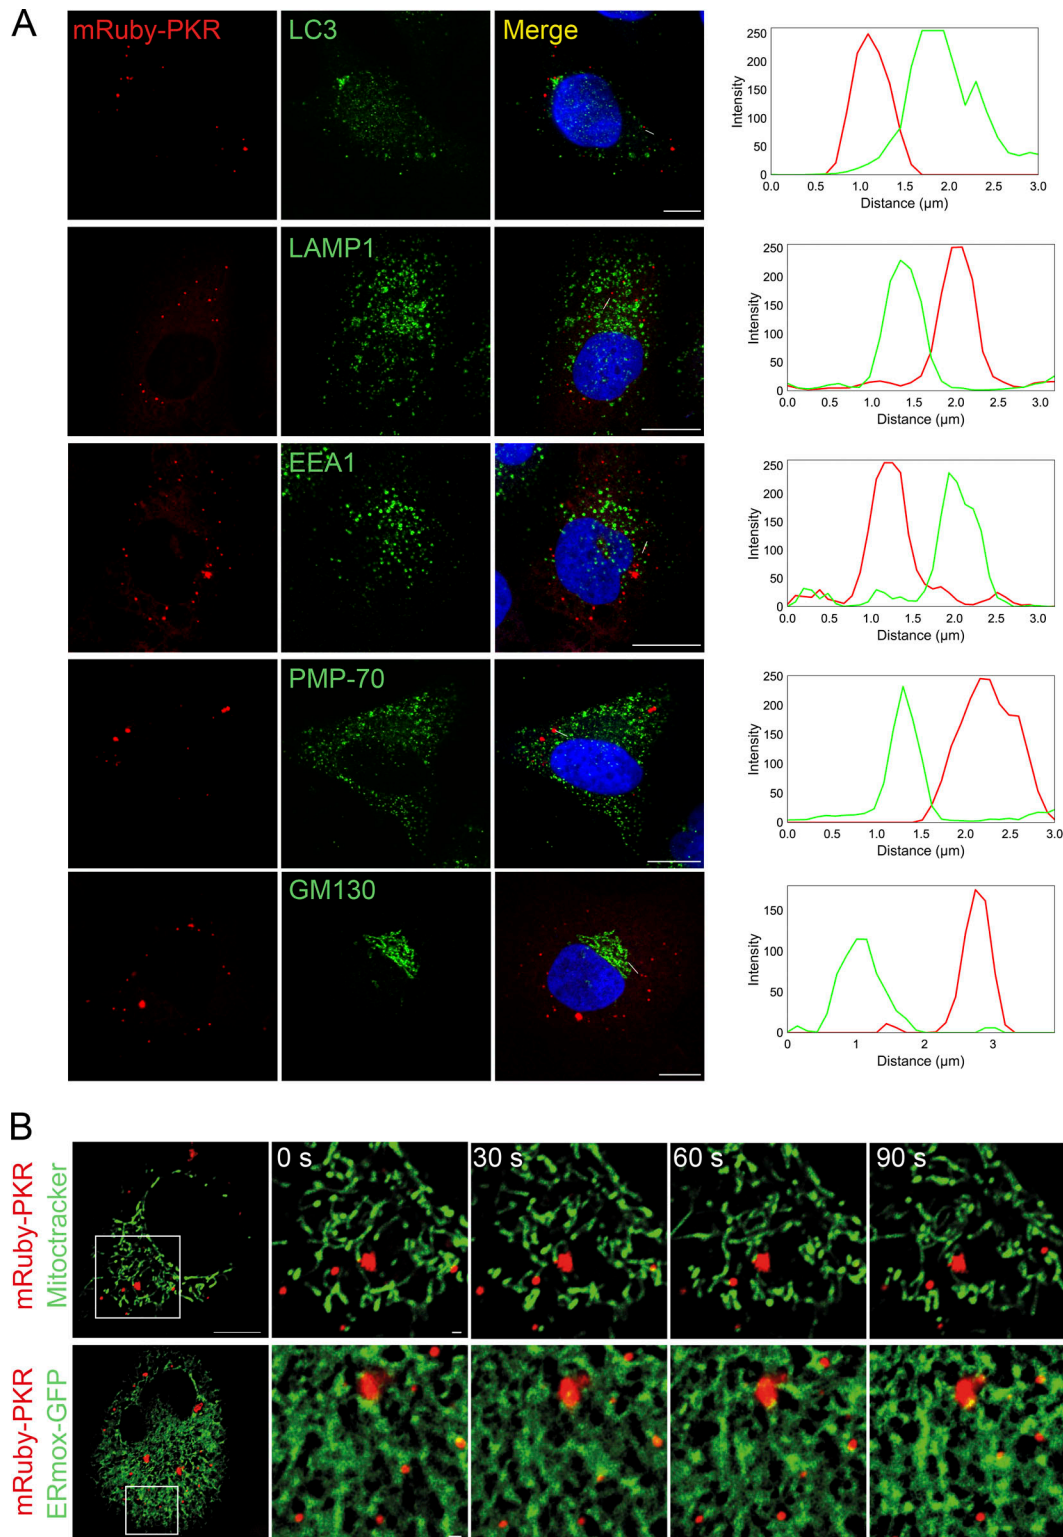 A
mRuby-PKR
LC3
Merge
250
200
150
100
50
0
Intensity
0.0 0.5 1.0 1.5 2.0 2.5 3.0
Distance (μm)
LAMP1
250
200
150
100
50
0
Intensity
0.0 0.5 1.0 1.5 2.0 2.5 3.0
Distance (μm)
EEA1
250
200
150
100
50
0
Intensity
0.0 0.5 1.0 1.5 2.0 2.5 3.0
Distance (μm)
PMP-70
250
200
150
100
50
0
Intensity
0.0 0.5 1.0 1.5 2.0 2.5 3.0
Distance (μm)
GM130
150
100
50
0
Intensity
0 1 2 3
Distance (μm)
B
mRuby-PKR
Mitoctracker
0 s
30 s
60 s
90 s
mRuby-PKR
ERmox-GFP